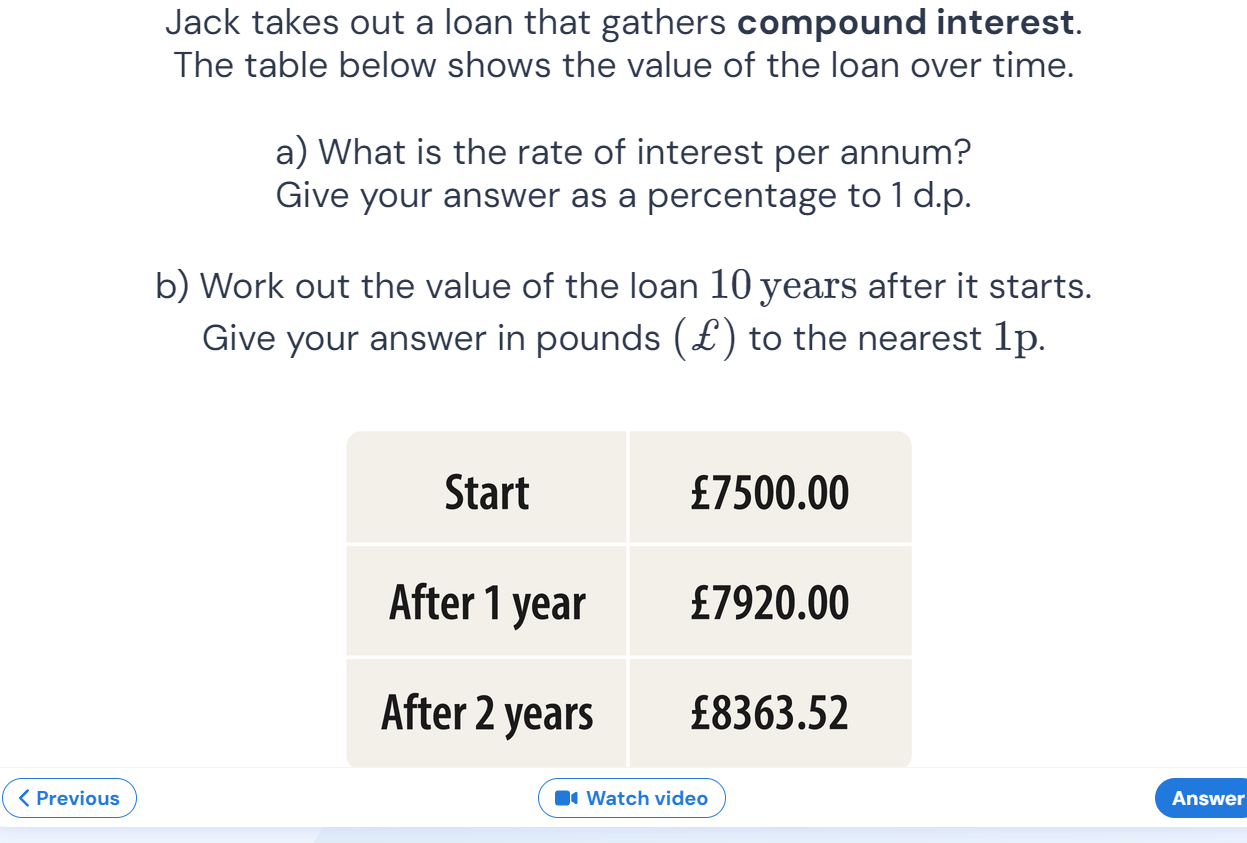 Jack takes out a loan that gathers compound interest.
The table below shows the value of the loan over time.
a) What is the rate of interest per annum?
Give your answer as a percentage to 1 d.p.
b) Work out the value of the loan 10 years after it starts.
Give your answer in pounds (£) to the nearest 1p.
Start £7500.00
After 1 year £7920.00
After 2 years £8363.52
Previous Watch video Answer